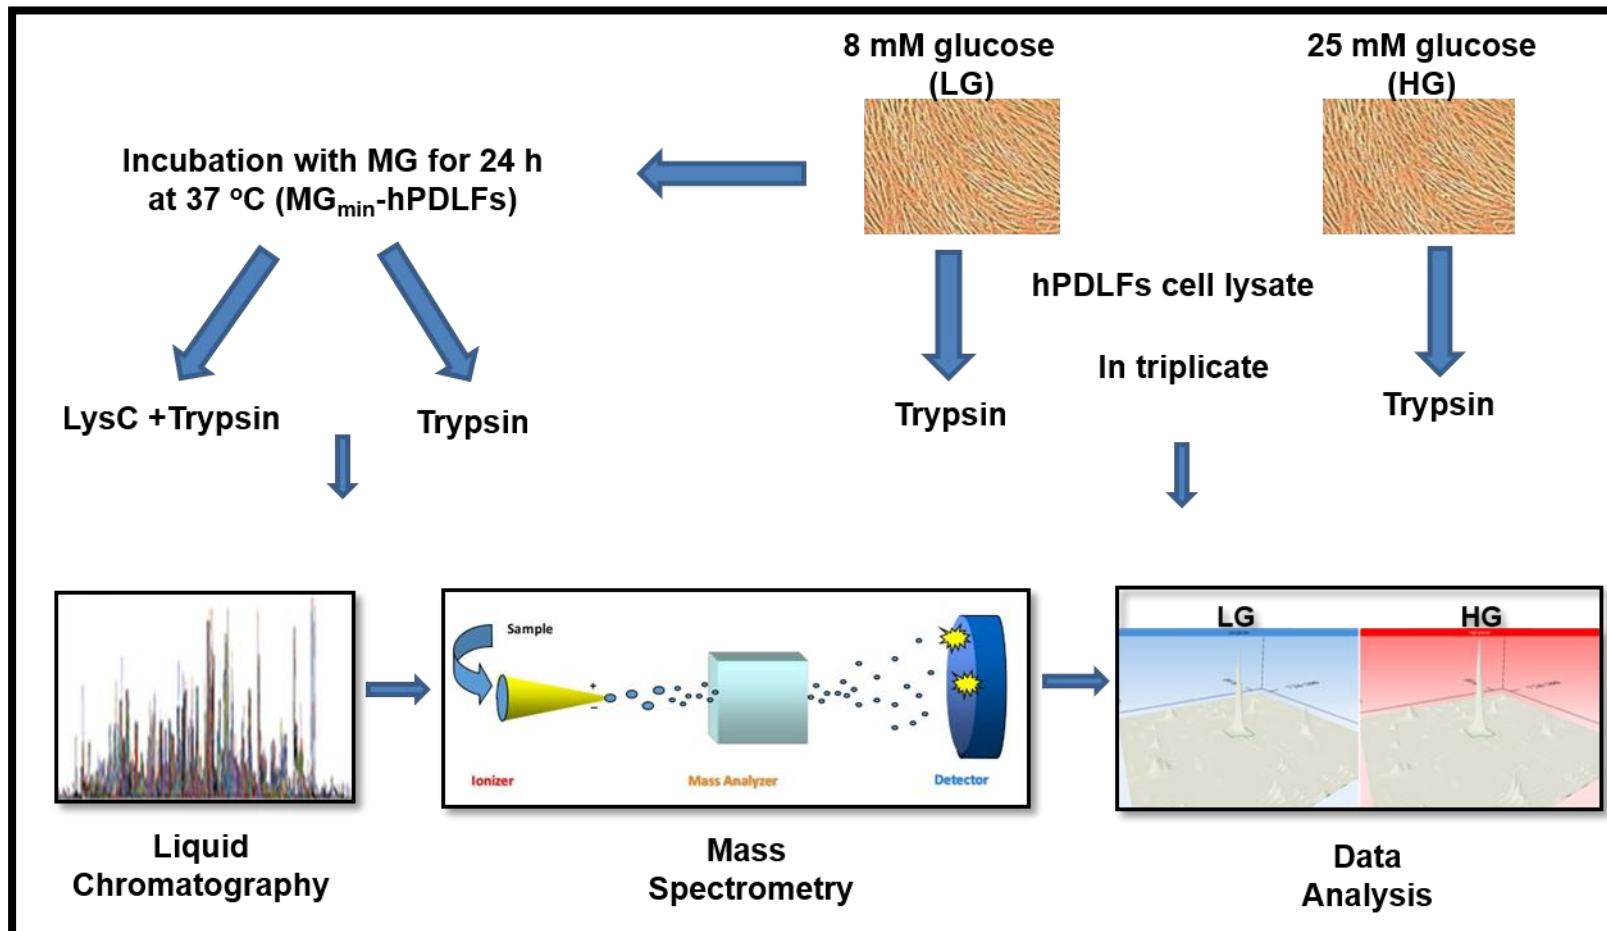 8 mM glucose
(LG)
25 mM glucose
(HG)
Incubation with MG for 24 h
at 37 ºC (MGmin-hPDLFs)
hPDLFs cell lysate
In triplicate
LysC +Trypsin
Trypsin
Trypsin
Trypsin
Sample
+
–
Ionizer
Mass Analyzer
Detector
LG
HG
Liquid
Chromatography
Mass
Spectrometry
Data
Analysis